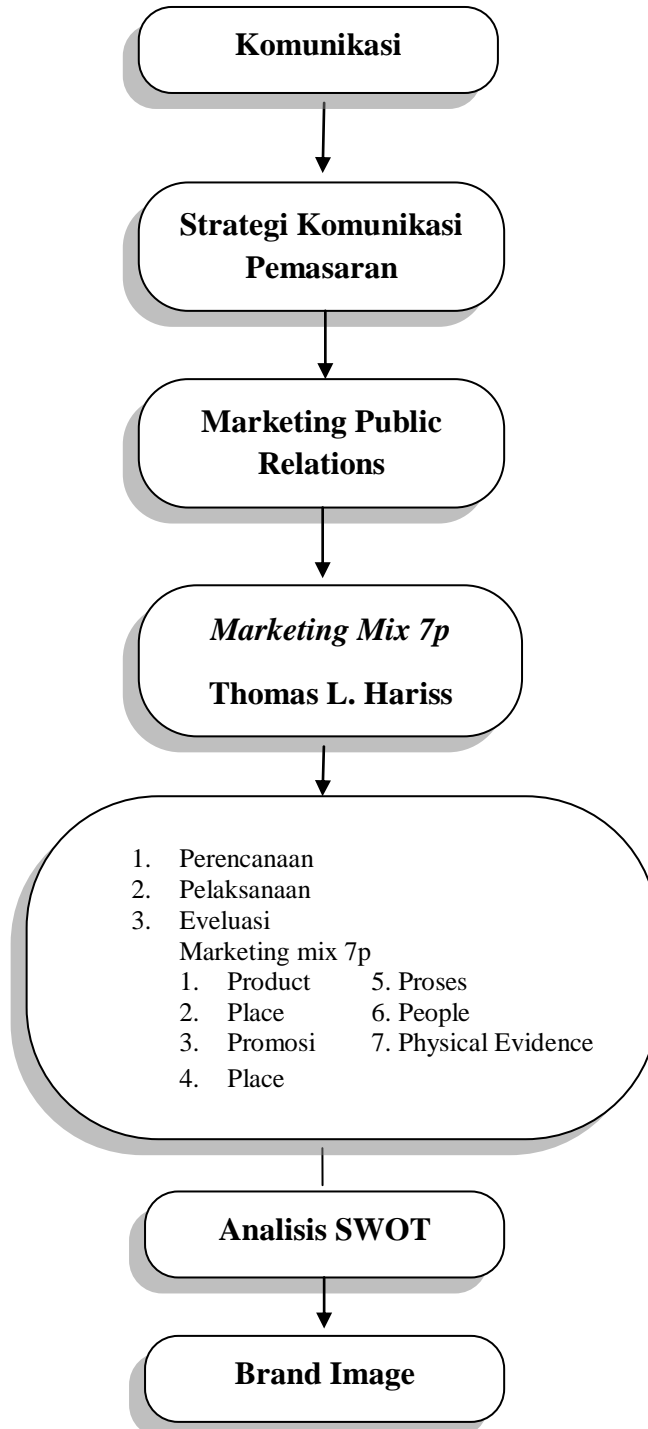 Komunikasi
Strategi Komunikasi
Pemasaran
Marketing Public
Relations
Marketing Mix 7p
Thomas L. Hariss
1. Perencanaan
2. Pelaksanaan
3. Eveluasi
Marketing mix 7p
1. Product 5. Proses
2. Place 6. People
3. Promosi 7. Physical Evidence
4. Place
Analisis SWOT
Brand Image